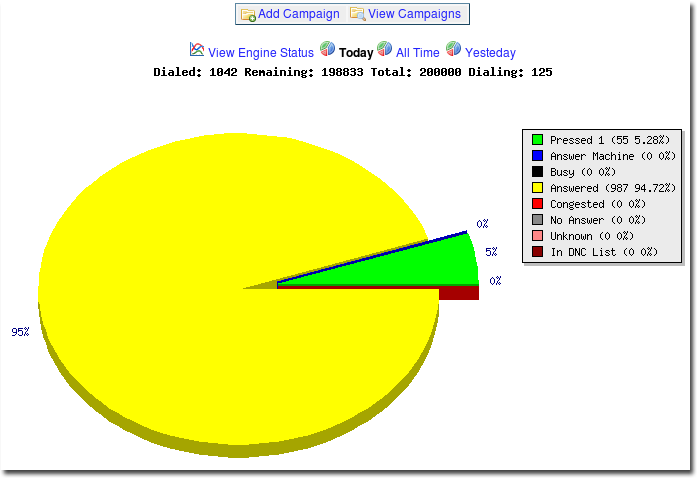 Add Campaign View Campaigns
View Engine Status Today All Time Yesteday
Dialed: 1042 Remaining: 198833 Total: 200000 Dialing: 125
Pressed 1 (55 5.28%)
Answer Machine (0 0%)
Busy (0 0%)
Answered (987 94.72%)
Congested (0 0%)
No Answer (0 0%)
Unknown (0 0%)
In DNC List (0 0%)
0%
5%
0%
95%